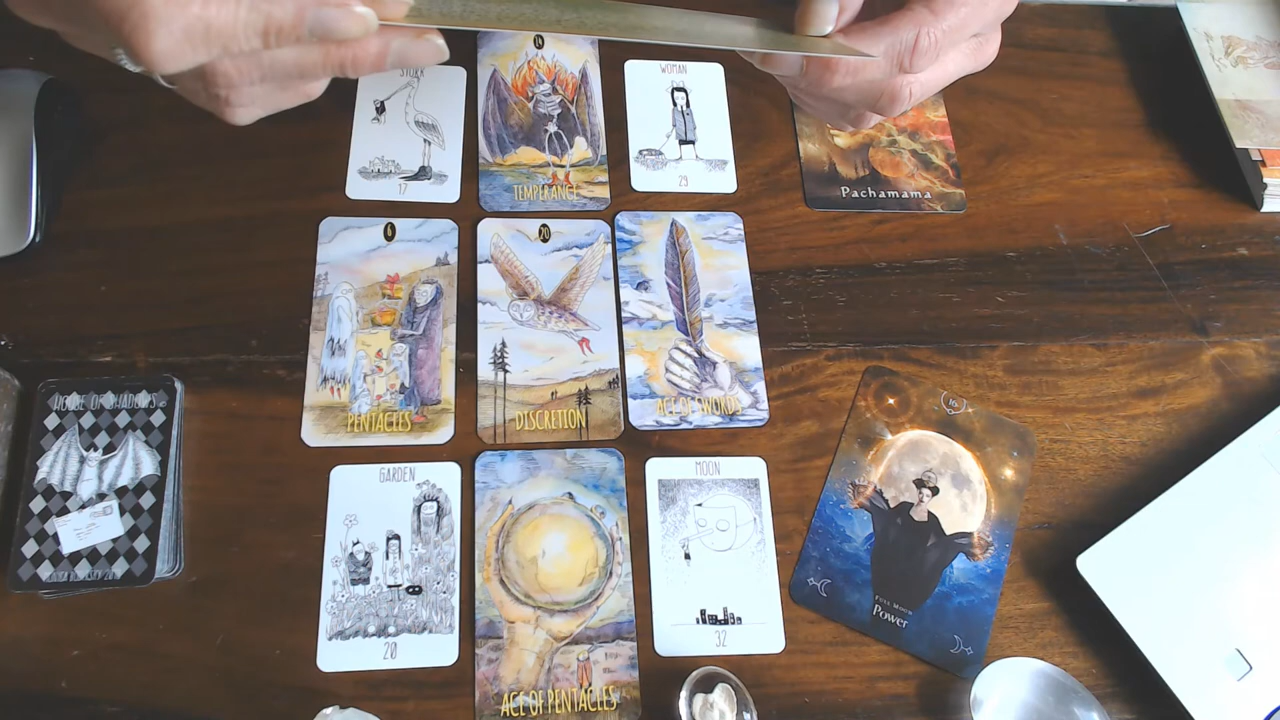 STORK
17
14
TEMPERANCE
WOMAN
29
Pachamama
6
PENTACLES
20
DISCRETION
ACE OF SWORDS
HOUSE OF SHADOWS
GARDEN
20
ACE OF PENTACLES
MOON
32
16
FULL MOON
Power